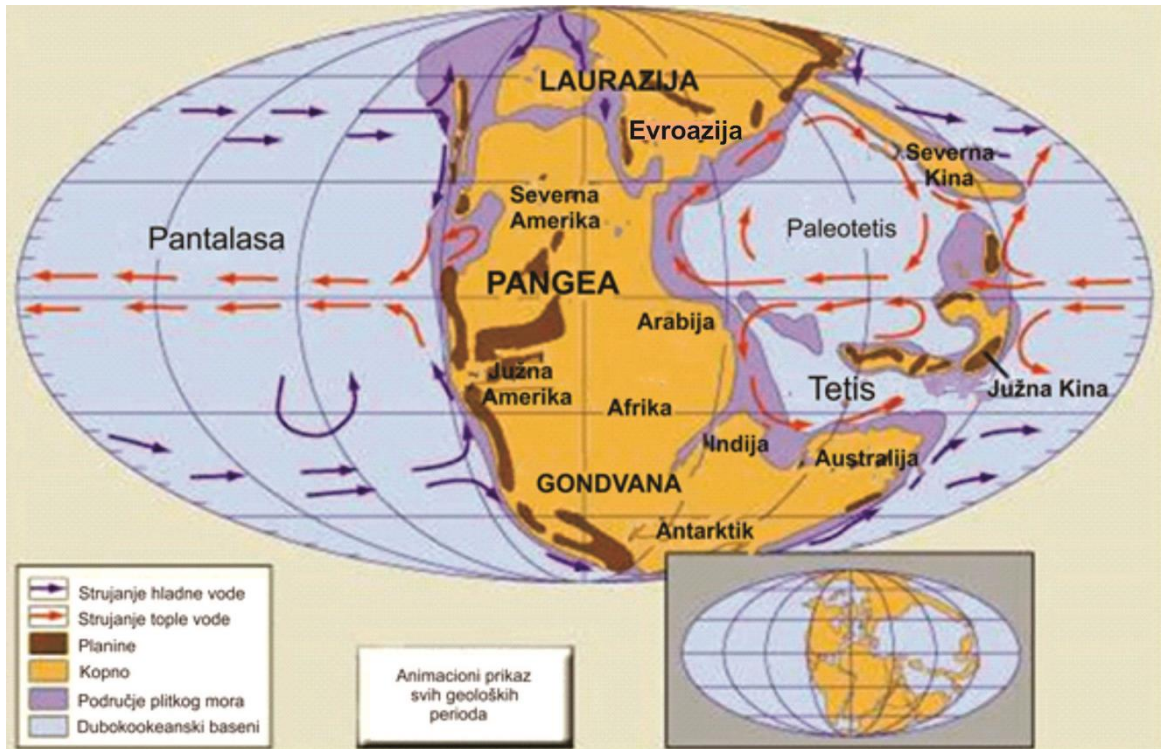 LAURAZIJA
Evroazija
Severna
Kina
Severna
Amerika
Pantalasa
Paleotetis
PANGEA
Arabija
Južna
Amerika
Tetis
Južna Kina
Afrika
Indija
Australija
GONDVANA
Antarktik
Strujanje hladne vode
Strujanje tople vode
Planine
Kopno
Područje plitkog mora
Dubokookeanski baseni
Animacioni prikaz
svih geoloških
perioda